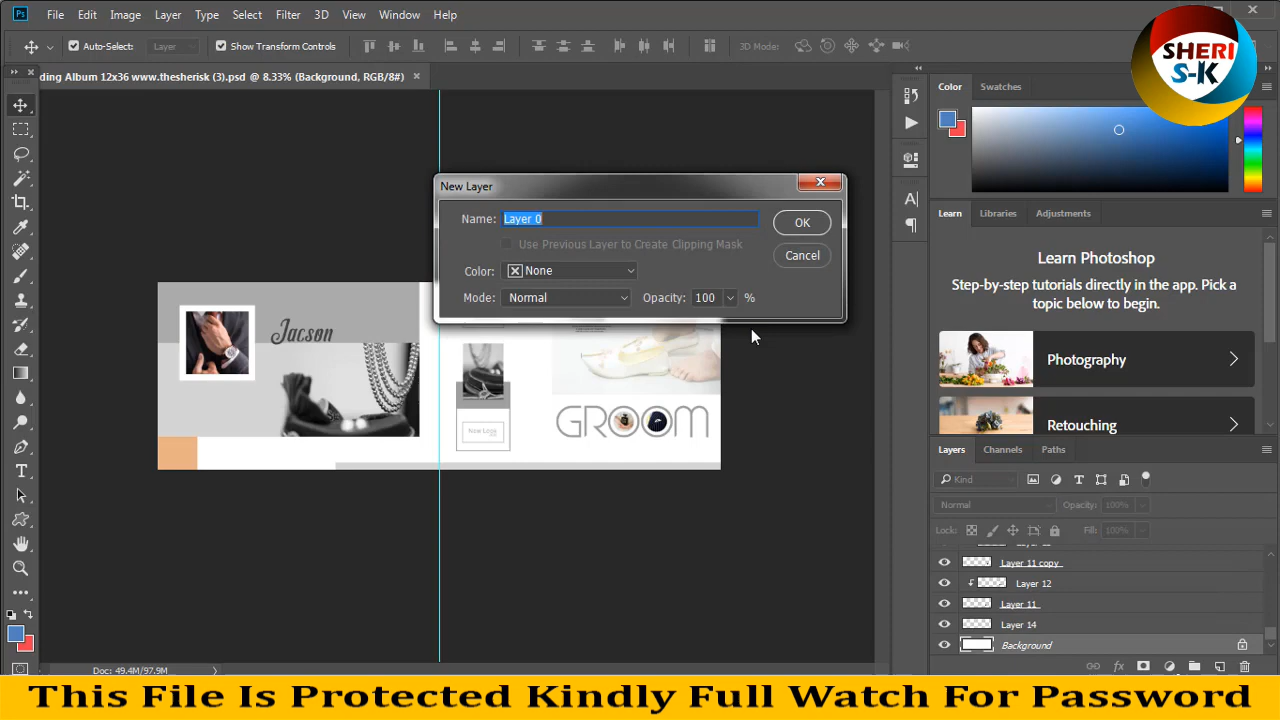 Ps File Edit Image Layer Type Select Filter 3D View Window Help
Auto-Select: Layer Show Transform Controls 3D Mode:
SHERI
S-K
ding Album 12x36 www.thesherisk (3).psd @ 8.33% (Background, RGB/8#)
Color Swatches
New Layer
Name: Layer 0 OK
Use Previous Layer to Create Clipping Mask
Color: None Cancel
Mode: Normal Opacity: 100 %
Learn Libraries Adjustments
Learn Photoshop
Step-by-step tutorials directly in the app. Pick a
topic below to begin.
Photography
Retouching
Jacson
GROOM
Layers Channels Paths
Kind
Normal Opacity: 100%
Lock: Fill: 100%
Layer 11 copy
Layer 12
Layer 11
Layer 14
Background
Doc: 49.4M/97.9M
This File Is Protected Kindly Full Watch For Password